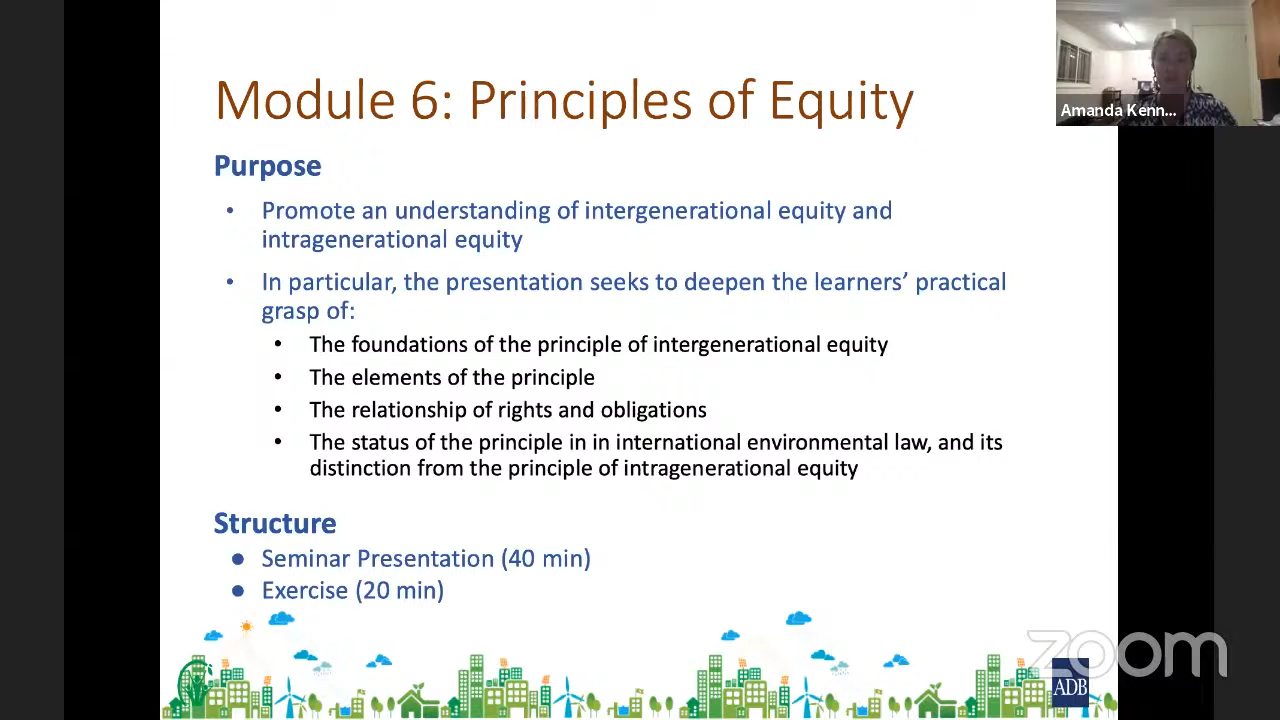 Module 6: Principles of Equity
Amanda Kenn...
Purpose
• Promote an understanding of intergenerational equity and
intragenerational equity
• In particular, the presentation seeks to deepen the learners' practical
grasp of:
• The foundations of the principle of intergenerational equity
• The elements of the principle
• The relationship of rights and obligations
• The status of the principle in in international environmental law, and its
distinction from the principle of intragenerational equity
Structure
● Seminar Presentation (40 min)
● Exercise (20 min)
zoom
ADB